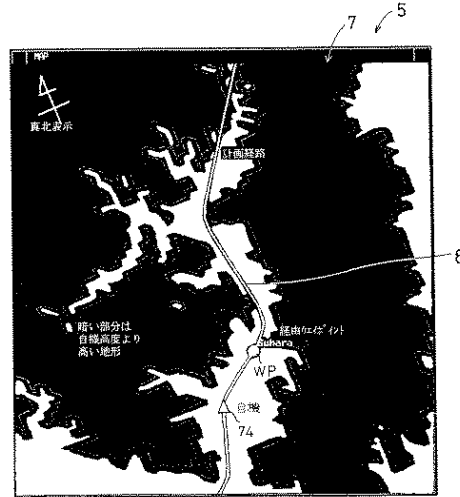 7
5
MAP
真北表示
計画経路
8
暗い部分は
自機高度より
高い地形
経由ウェイポイント
Suhara
WP
自機
74